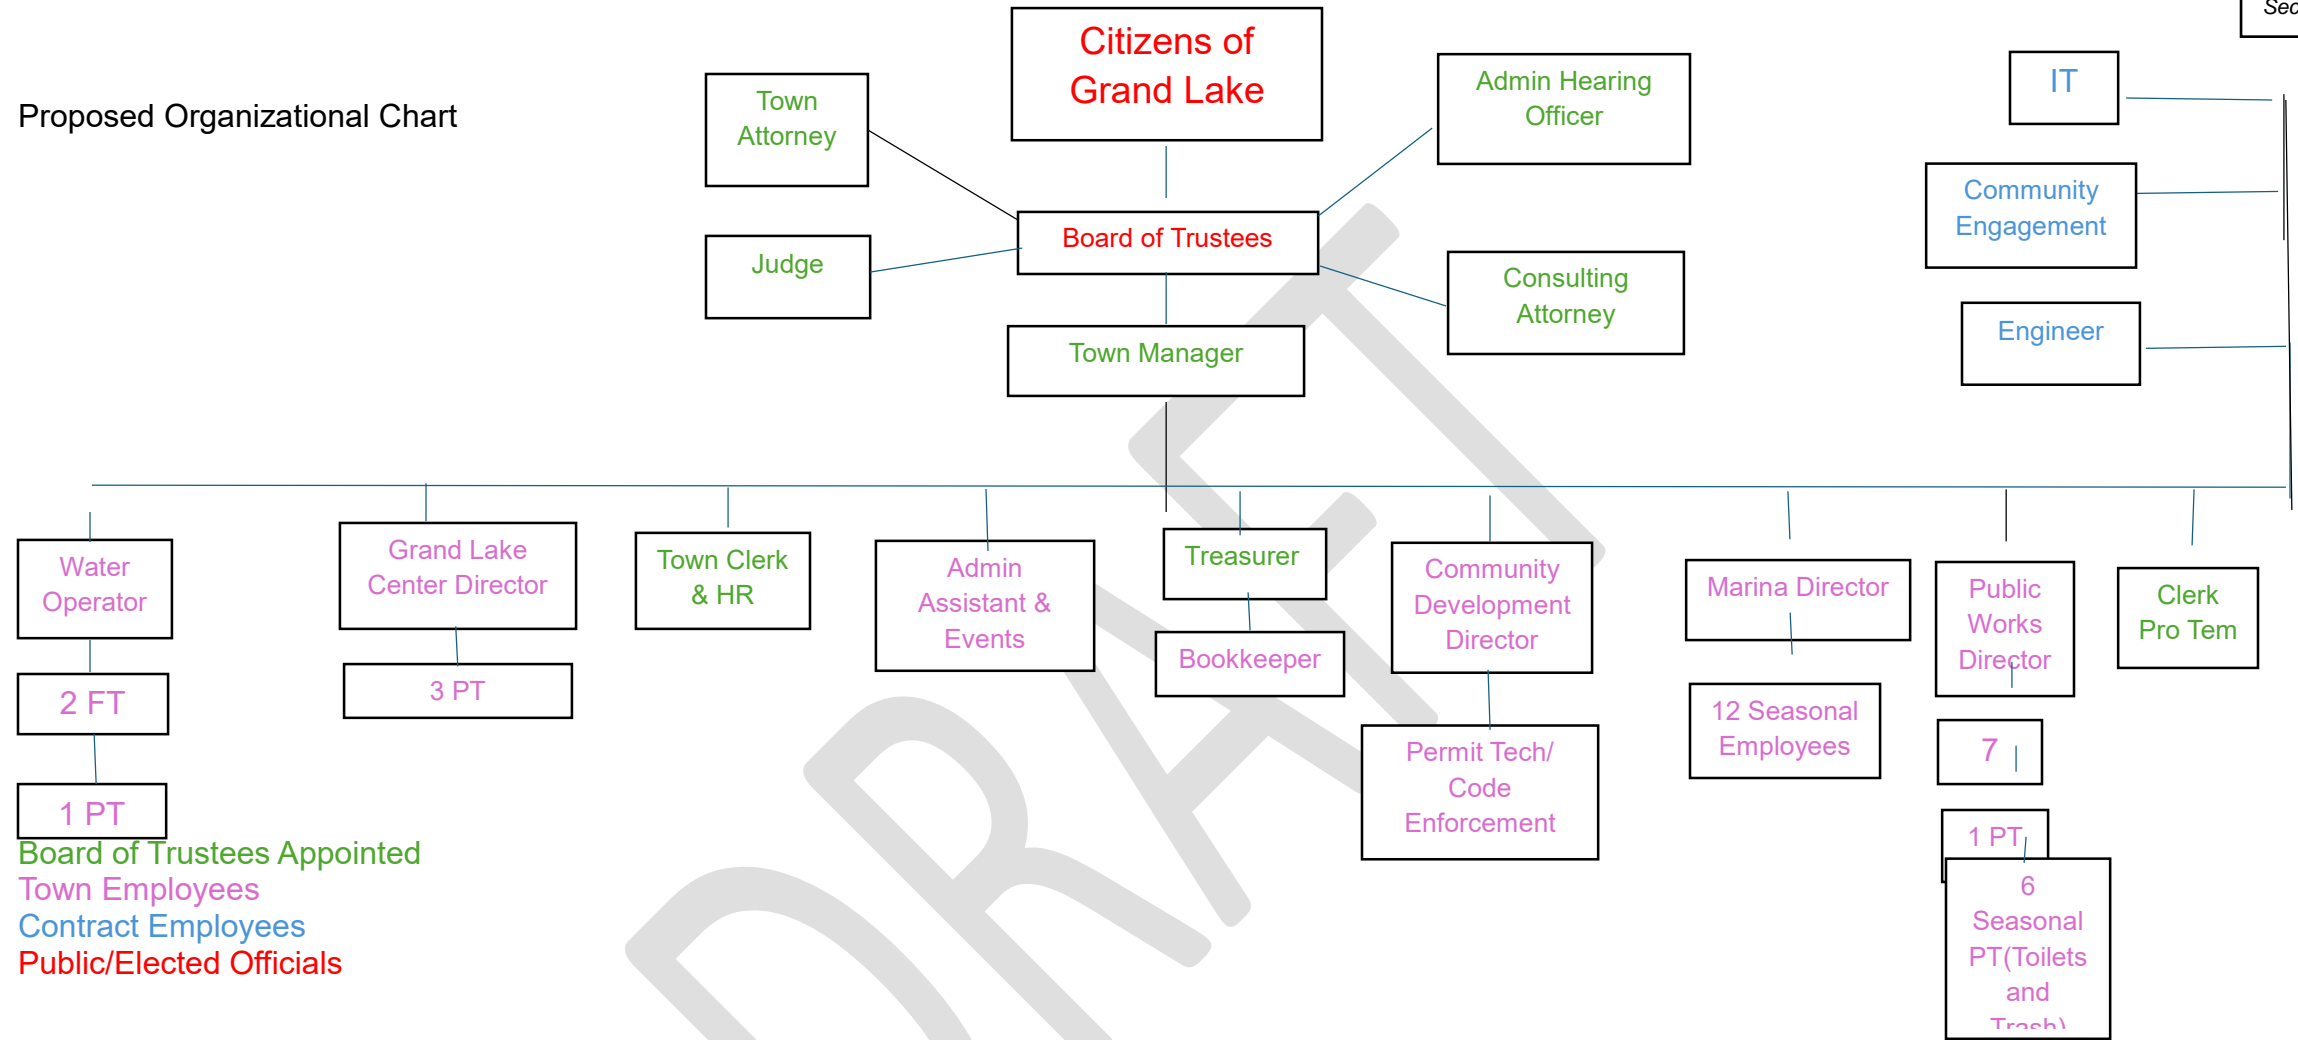 Sec
Citizens of
Grand Lake
Proposed Organizational Chart
Town
Attorney
Admin Hearing
Officer
IT
Community
Engagement
Judge
Board of Trustees
Consulting
Attorney
Engineer
Town Manager
Water
Operator
2 FT
1 PT
Grand Lake
Center Director
3 PT
Town Clerk
& HR
Admin
Assistant &
Events
Treasurer
Bookkeeper
Community
Development
Director
Permit Tech/
Code
Enforcement
Marina Director
12 Seasonal
Employees
Public
Works
Director
7
1 PT
6
Seasonal
PT(Toilets
and
Trash)
Clerk
Pro Tem
Board of Trustees Appointed
Town Employees
Contract Employees
Public/Elected Officials
DRAFT